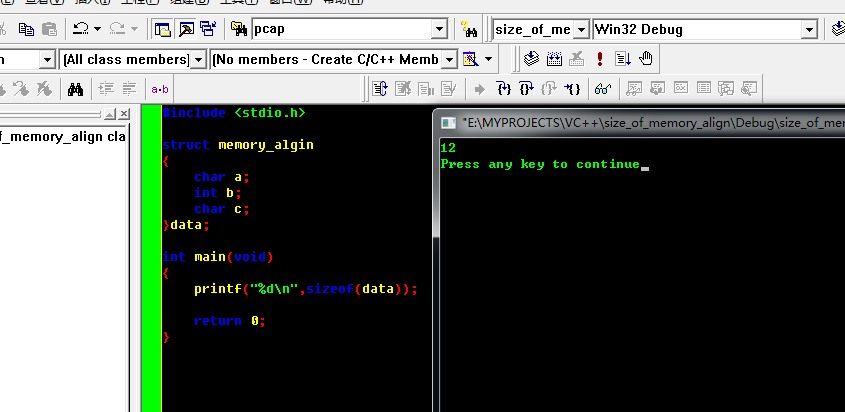 pcap
size_of_me
Win32 Debug
[All class members]
[No members - Create C/C++ Memb
a·b
of_memory_align cla
#include <stdio.h>
struct memory_algin
{
char a;
int b;
char c;
}data;
int main(void)
{
printf("%d\n",sizeof(data));
return 0;
}
"E:\MYPROJECTS\VC++\size_of_memory_align\Debug\size_of_mem
12
Press any key to continue